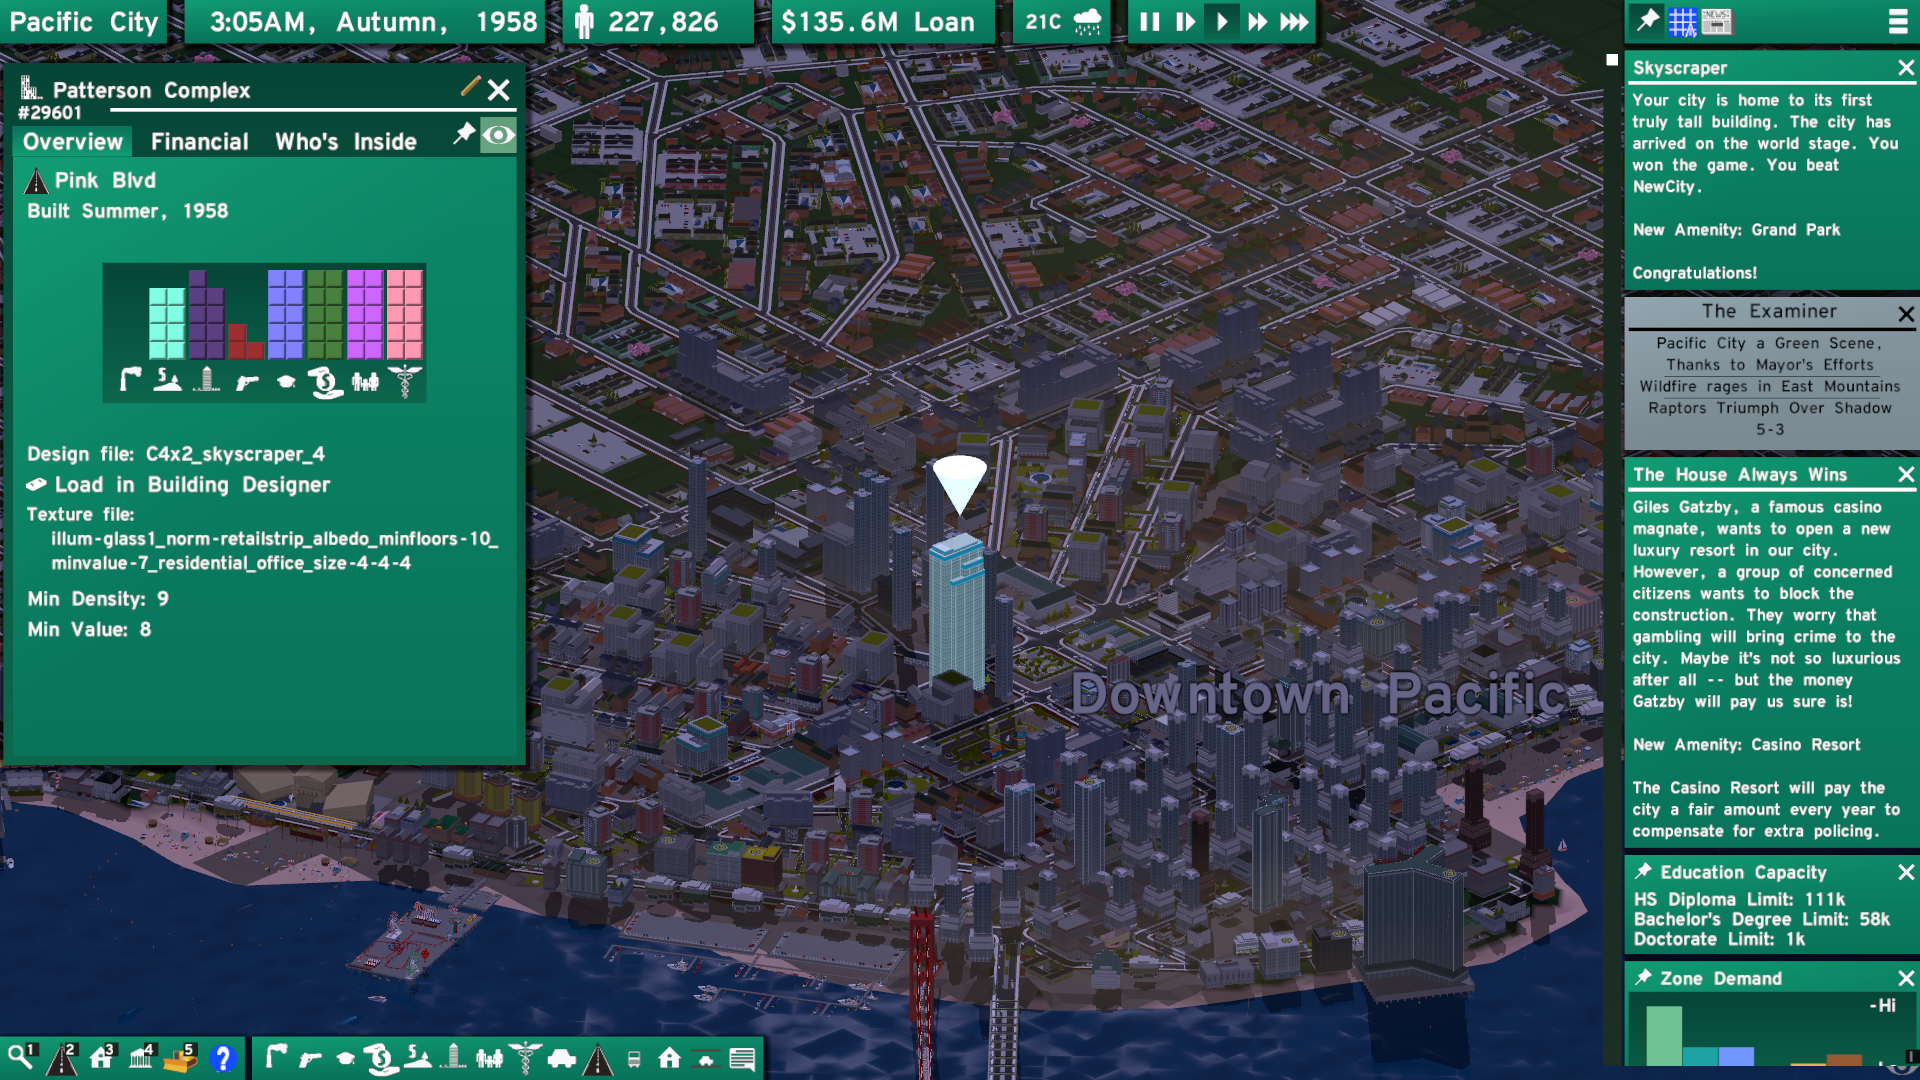 Pacific City
3:05AM, Autumn, 1958
227,826
$135.6M Loan
21C
Patterson Complex
#29601
Overview
Financial
Who's Inside
Pink Blvd
Built Summer, 1958
Design file: C4x2_skyscraper_4
Load in Building Designer
Texture file:
illum-glass1_norm-retailstrip_albedo_minfloors-10_
minvalue-7_residential_office_size-4-4-4
Min Density: 9
Min Value: 8
Downtown Pacific
NEWS
Skyscraper
Your city is home to its first
truly tall building. The city has
arrived on the world stage. You
won the game. You beat
NewCity.
New Amenity: Grand Park
Congratulations!
The Examiner
Pacific City a Green Scene,
Thanks to Mayor's Efforts
Wildfire rages in East Mountains
Raptors Triumph Over Shadow
5-3
The House Always Wins
Giles Gatzby, a famous casino
magnate, wants to open a new
luxury resort in our city.
However, a group of concerned
citizens wants to block the
construction. They worry that
gambling will bring crime to the
city. Maybe it's not so luxurious
after all -- but the money
Gatzby will pay us sure is!
New Amenity: Casino Resort
The Casino Resort will pay the
city a fair amount every year to
compensate for extra policing.
Education Capacity
HS Diploma Limit: 111k
Bachelor's Degree Limit: 58k
Doctorate Limit: 1k
Zone Demand
-Hi
1
2
3
4
5
?